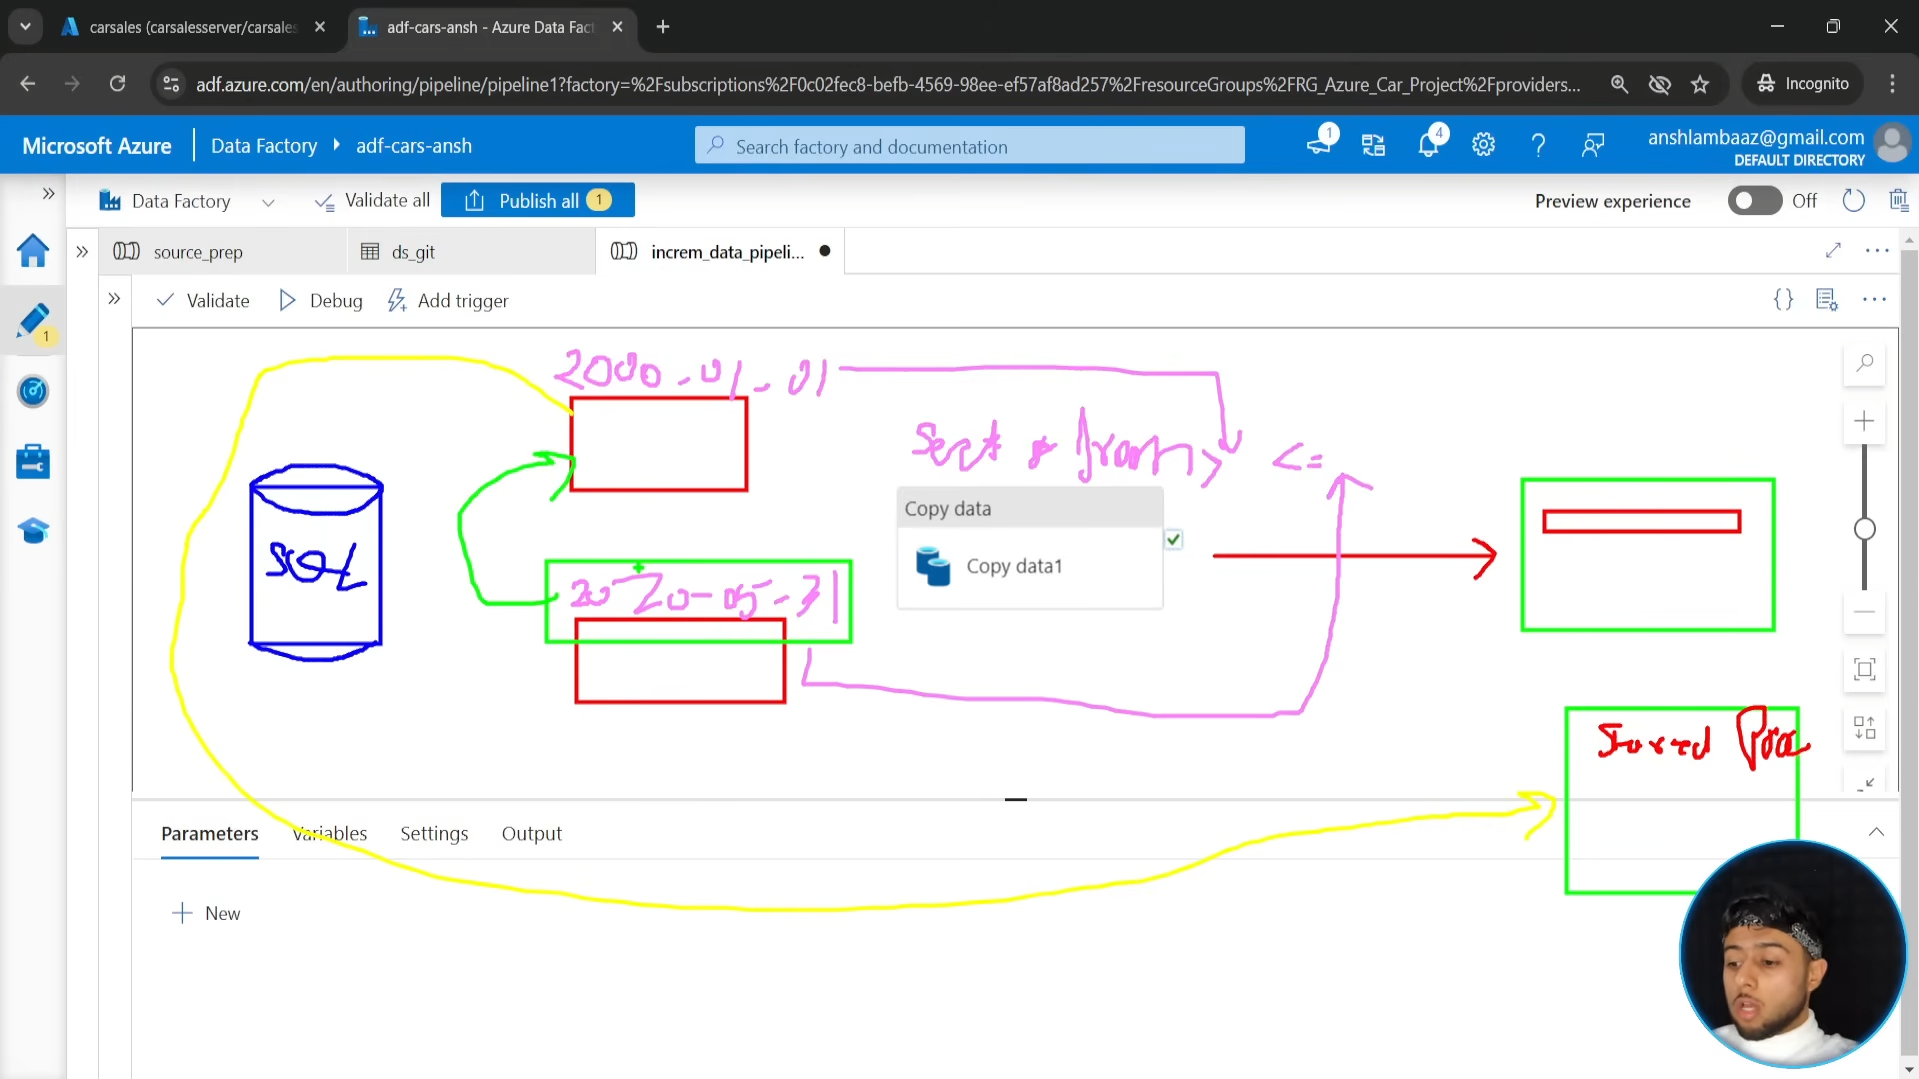 carsales (carsalesserver/carsales
adf-cars-ansh - Azure Data Fact
adf.azure.com/en/authoring/pipeline/pipeline1?factory=%2Fsubscriptions%2F0c02fec8-befb-4569-98ee-ef57af8ad257%2FresourceGroups%2FRG_Azure_Car_Project%2Fproviders...
Incognito
Microsoft Azure
Data Factory
adf-cars-ansh
Search factory and documentation
1
4
anshlambaaz@gmail.com
DEFAULT DIRECTORY
Data Factory
Validate all
Publish all 1
Preview experience
Off
source_prep
ds_git
increm_data_pipeli...
Validate
Debug
Add trigger
1
2000-01-01
from > <=
Copy data
Copy data1
SQL
2020-05-31
Stored Proc
Parameters
Variables
Settings
Output
New